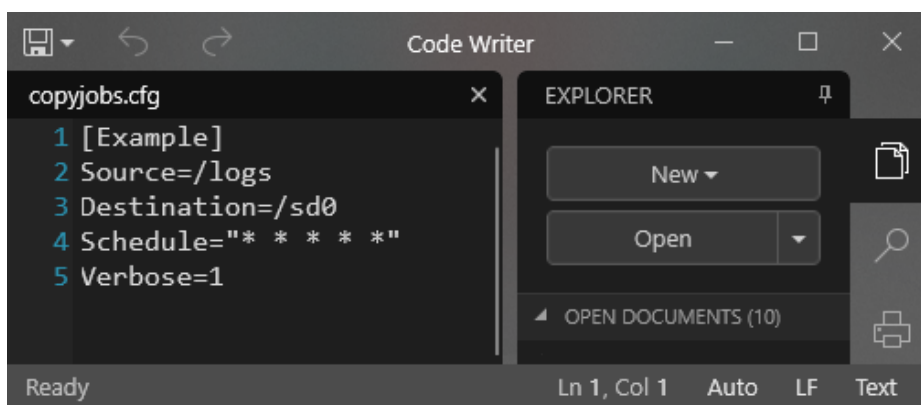 Code Writer
copyjobs.cfg
EXPLORER
1 [Example]
2 Source=/logs
3 Destination=/sd0
4 Schedule="* * * * *"
5 Verbose=1
New
Open
OPEN DOCUMENTS (10)
Ready
Ln 1, Col 1
Auto
LF
Text